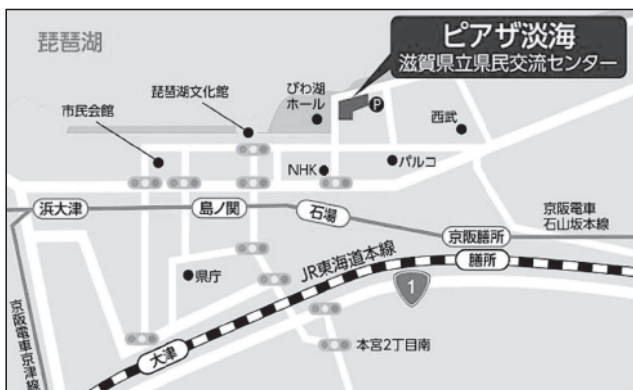 琵琶湖
ピアザ淡海
滋賀県立県民交流センター
琵琶湖文化館
びわ湖
ホール
P
市民会館
西武
NHK
パルコ
浜大津
島ノ関
石場
京阪膳所
京阪電車
石山坂本線
膳所
JR東海道本線
県庁
1
大津
本宮2丁目南
京阪電車京津線